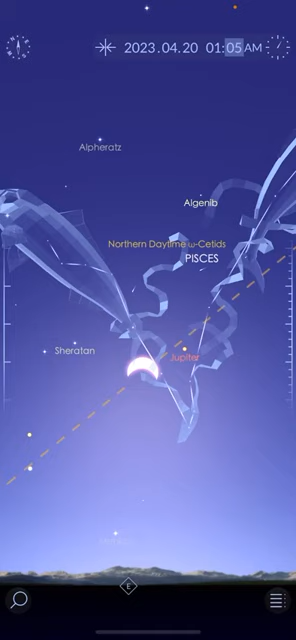 2023.04.20 01:05 AM
Alpheratz
Algenib
Northern Daytime ω-Cetids
PISCES
Sheratan
Jupiter
E